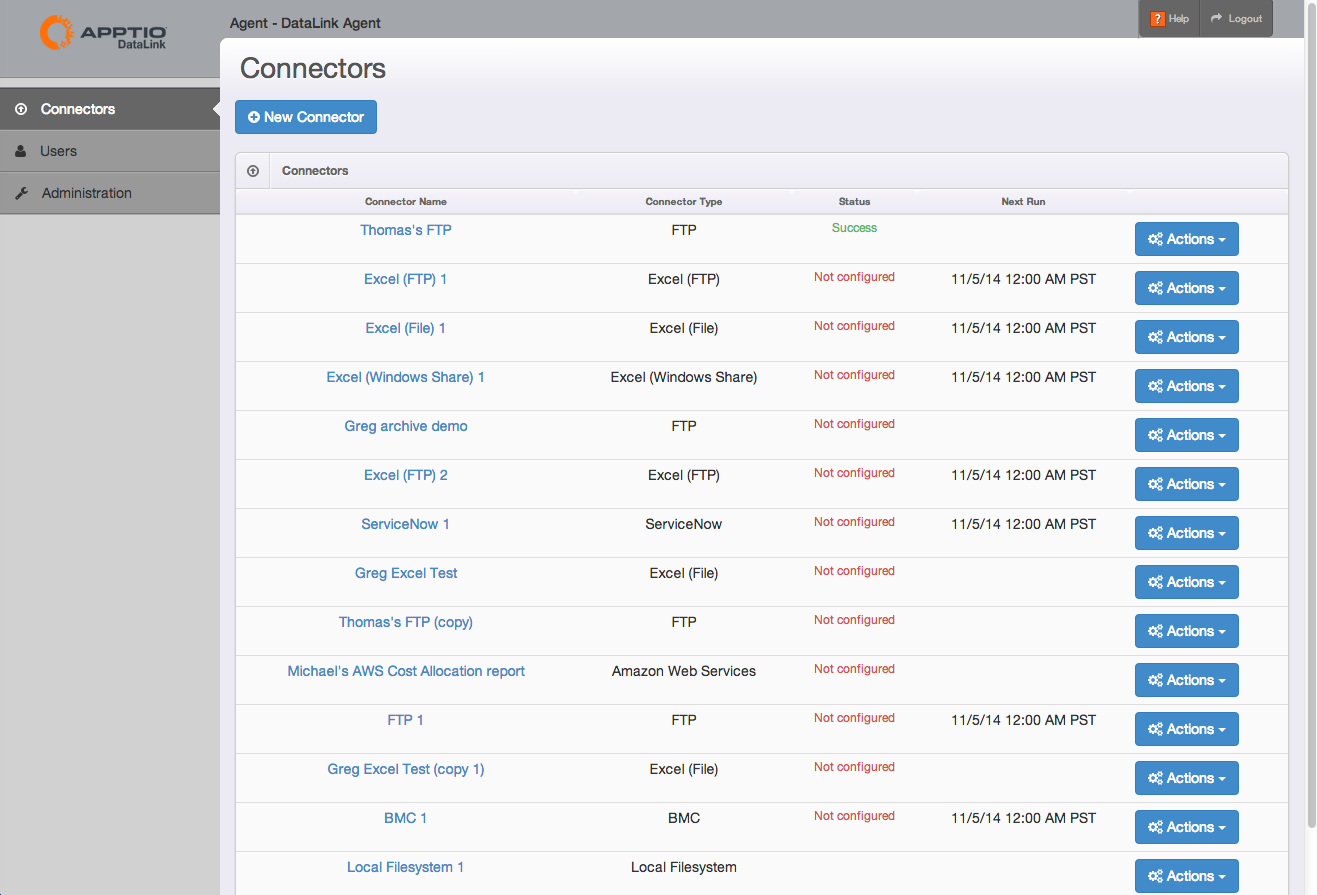 APPTIO
DataLink
Agent - DataLink Agent
? Help Logout
Connectors
Users
Administration
Connectors
New Connector
Connectors
Connector Name Connector Type Status Next Run
Thomas's FTP FTP Success Actions
Excel (FTP) 1 Excel (FTP) Not configured 11/5/14 12:00 AM PST Actions
Excel (File) 1 Excel (File) Not configured 11/5/14 12:00 AM PST Actions
Excel (Windows Share) 1 Excel (Windows Share) Not configured 11/5/14 12:00 AM PST Actions
Greg archive demo FTP Not configured Actions
Excel (FTP) 2 Excel (FTP) Not configured 11/5/14 12:00 AM PST Actions
ServiceNow 1 ServiceNow Not configured 11/5/14 12:00 AM PST Actions
Greg Excel Test Excel (File) Not configured Actions
Thomas's FTP (copy) FTP Not configured Actions
Michael's AWS Cost Allocation report Amazon Web Services Not configured Actions
FTP 1 FTP Not configured 11/5/14 12:00 AM PST Actions
Greg Excel Test (copy 1) Excel (File) Not configured Actions
BMC 1 BMC Not configured 11/5/14 12:00 AM PST Actions
Local Filesystem 1 Local Filesystem Actions